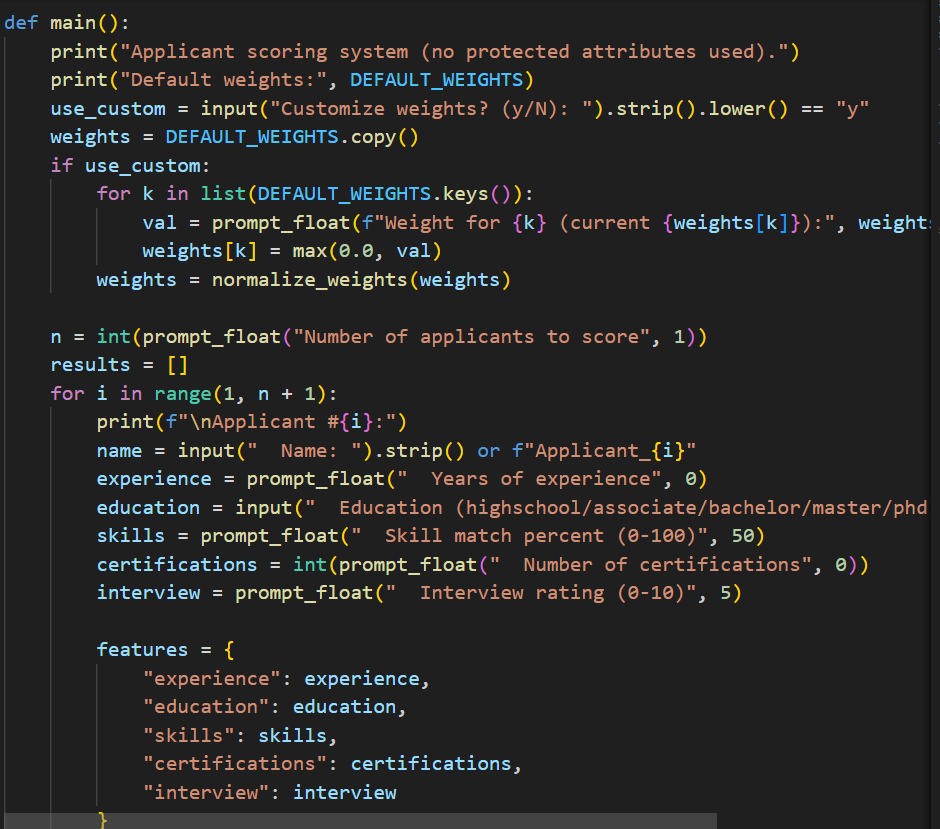 def main():
    print("Applicant scoring system (no protected attributes used).")
    print("Default weights:", DEFAULT_WEIGHTS)
    use_custom = input("Customize weights? (y/N): ").strip().lower() == "y"
    weights = DEFAULT_WEIGHTS.copy()
    if use_custom:
        for k in list(DEFAULT_WEIGHTS.keys()):
            val = prompt_float(f"Weight for {k} (current {weights[k]}):", weights
            weights[k] = max(0.0, val)
        weights = normalize_weights(weights)

    n = int(prompt_float("Number of applicants to score", 1))
    results = []
    for i in range(1, n + 1):
        print(f"\nApplicant #{i}:")
        name = input("  Name: ").strip() or f"Applicant_{i}"
        experience = prompt_float("  Years of experience", 0)
        education = input("  Education (highschool/associate/bachelor/master/phd
        skills = prompt_float("  Skill match percent (0-100)", 50)
        certifications = int(prompt_float("  Number of certifications", 0))
        interview = prompt_float("  Interview rating (0-10)", 5)

        features = {
            "experience": experience,
            "education": education,
            "skills": skills,
            "certifications": certifications,
            "interview": interview
        }